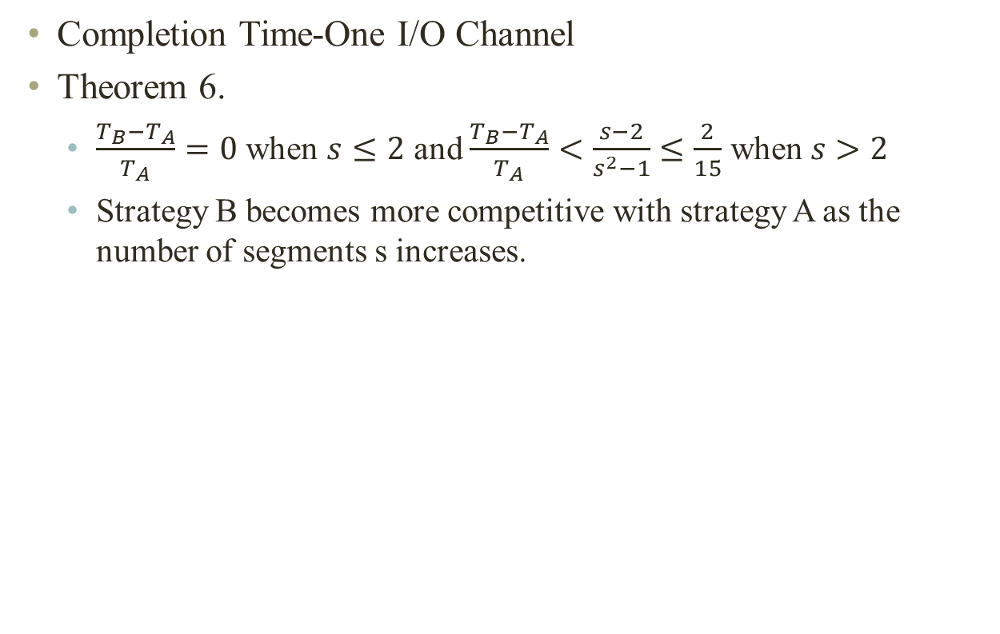 • Completion Time-One I/O Channel
• Theorem 6.
• $\frac{T_B-T_A}{T_A} = 0$ when $s \leq 2$ and $\frac{T_B-T_A}{T_A} < \frac{s-2}{s^2-1} \leq \frac{2}{15}$ when $s > 2$
• Strategy B becomes more competitive with strategy A as the
number of segments s increases.